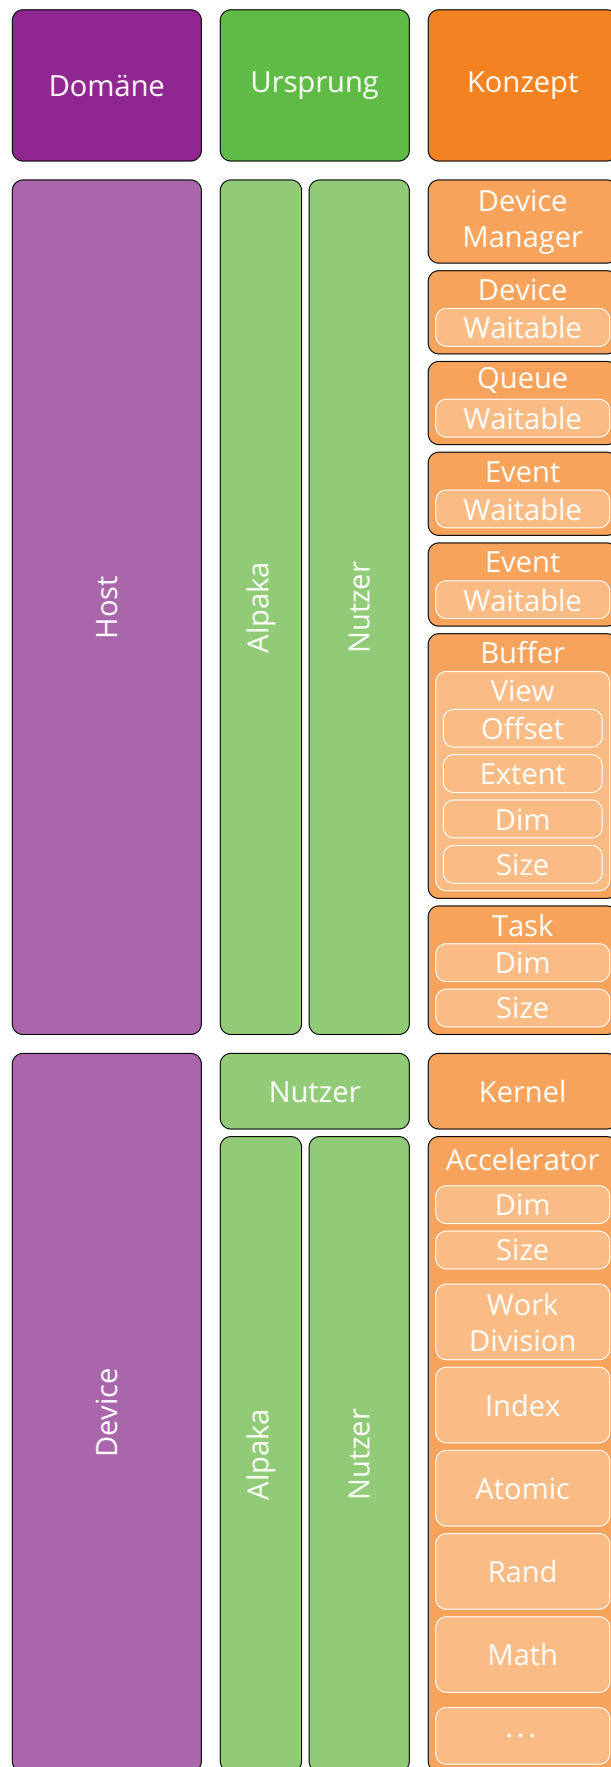 Domäne
Ursprung
Konzept
Host
Alpaka
Nutzer
Device
Manager
Device
Waitable
Queue
Waitable
Event
Waitable
Event
Waitable
Buffer
View
Offset
Extent
Dim
Size
Task
Dim
Size
Device
Nutzer
Kernel
Alpaka
Nutzer
Accelerator
Dim
Size
Work
Division
Index
Atomic
Rand
Math
...